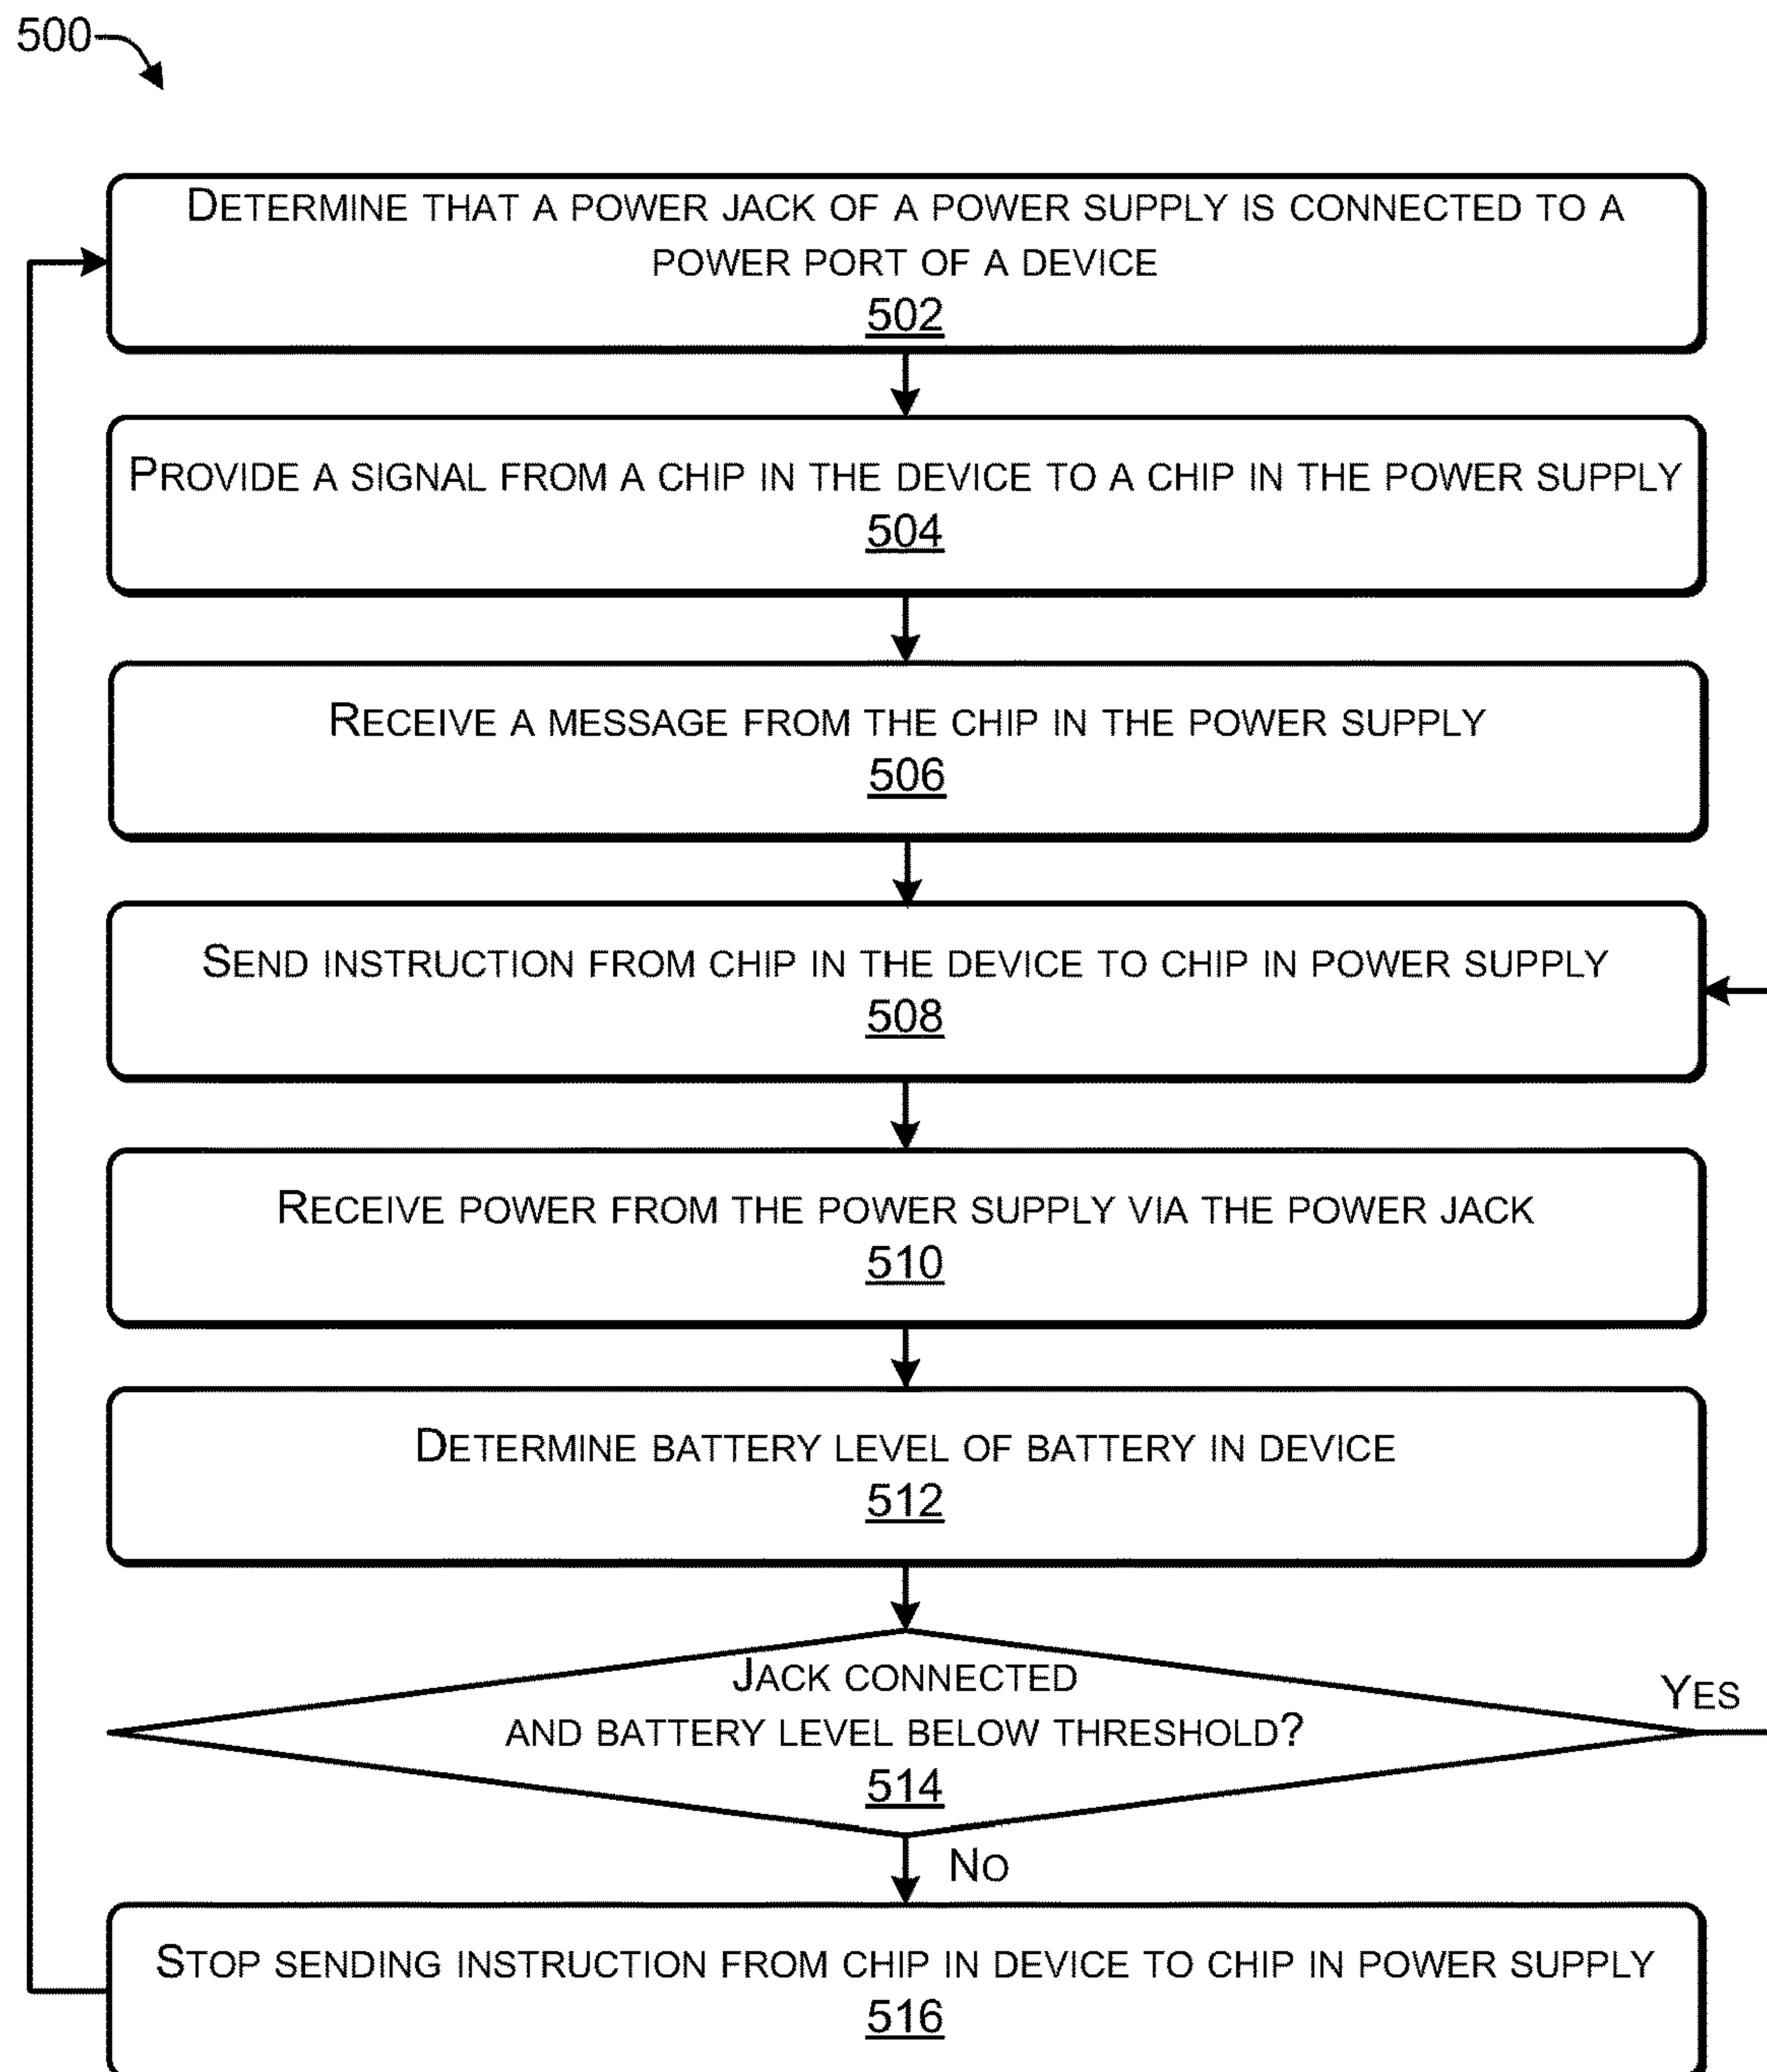 500
DETERMINE THAT A POWER JACK OF A POWER SUPPLY IS CONNECTED TO A
POWER PORT OF A DEVICE
502
PROVIDE A SIGNAL FROM A CHIP IN THE DEVICE TO A CHIP IN THE POWER SUPPLY
504
RECEIVE A MESSAGE FROM THE CHIP IN THE POWER SUPPLY
506
SEND INSTRUCTION FROM CHIP IN THE DEVICE TO CHIP IN POWER SUPPLY
508
RECEIVE POWER FROM THE POWER SUPPLY VIA THE POWER JACK
510
DETERMINE BATTERY LEVEL OF BATTERY IN DEVICE
512
JACK CONNECTED
AND BATTERY LEVEL BELOW THRESHOLD?
514
YES
NO
STOP SENDING INSTRUCTION FROM CHIP IN DEVICE TO CHIP IN POWER SUPPLY
516